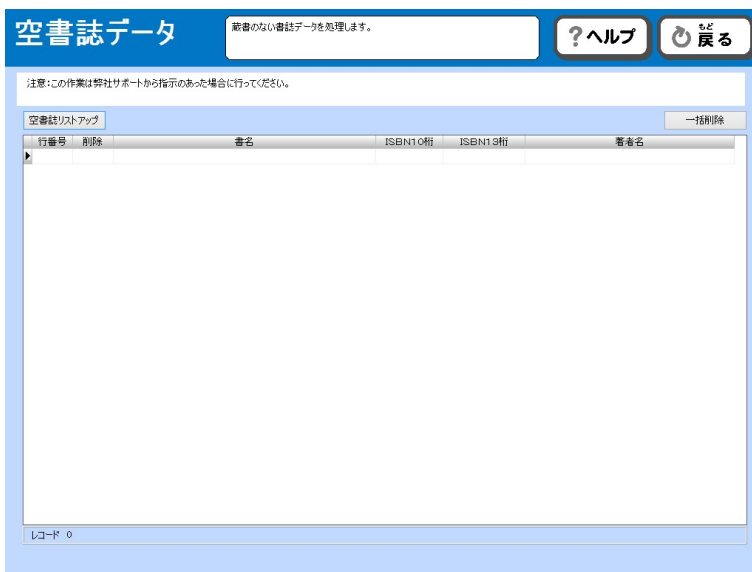 空書誌データ
蔵書のない書誌データを処理します。
?ヘルプ
もど
戻る
注意:この作業は弊社サポートから指示のあった場合に行ってください。
空書誌リストアップ
一括削除
行番号 削除 書名 ISBN10桁 ISBN13桁 著者名
レコード 0